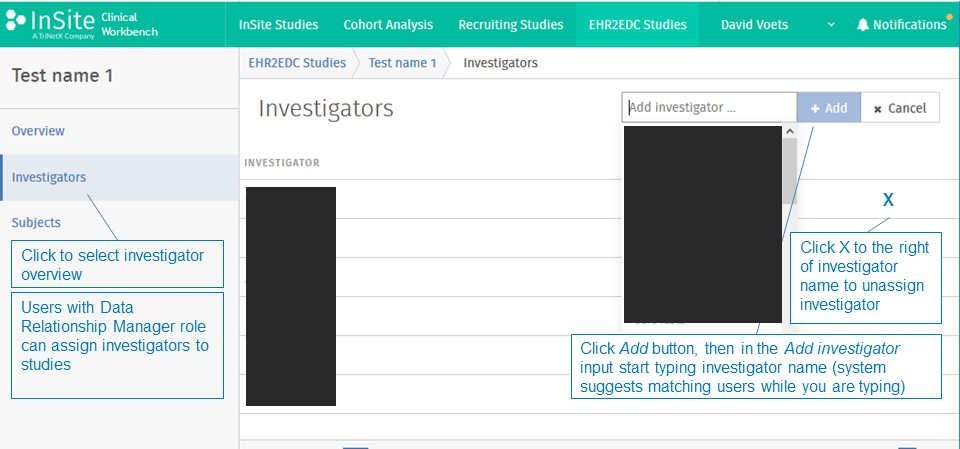 InSite Clinical Workbench
A TriNetX Company
InSite Studies
Cohort Analysis
Recruiting Studies
EHR2EDC Studies
David Voets
Notifications
Test name 1
EHR2EDC Studies
Test name 1
Investigators
Overview
Investigators
Subjects
Investigators
Add investigator ...
+ Add
× Cancel
INVESTIGATOR
X
Click to select investigator
overview
Users with Data
Relationship Manager role
can assign investigators to
studies
Click X to the right
of investigator
name to unassign
investigator
Click Add button, then in the Add investigator
input start typing investigator name (system
suggests matching users while you are typing)